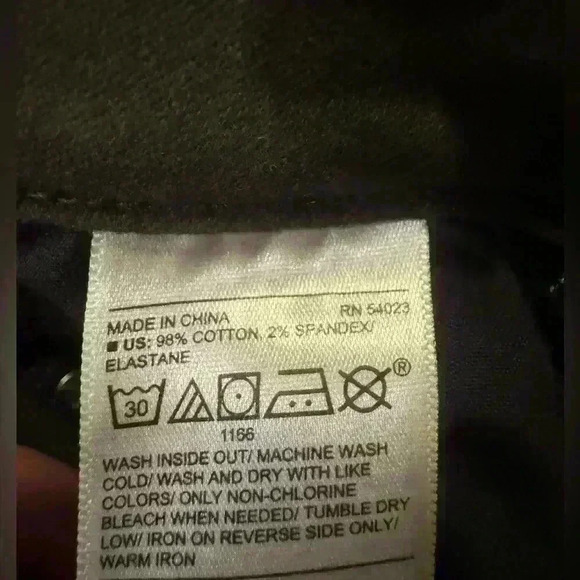 MADE IN CHINA RN 54023
US: 98% COTTON, 2% SPANDEX/
ELASTANE
30 ®
1166
WASH INSIDE OUT/ MACHINE WASH
COLD/ WASH AND DRY WITH LIKE
COLORS/ ONLY NON-CHLORINE
BLEACH WHEN NEEDED/ TUMBLE DRY
LOW/ IRON ON REVERSE SIDE ONLY/
WARM IRON